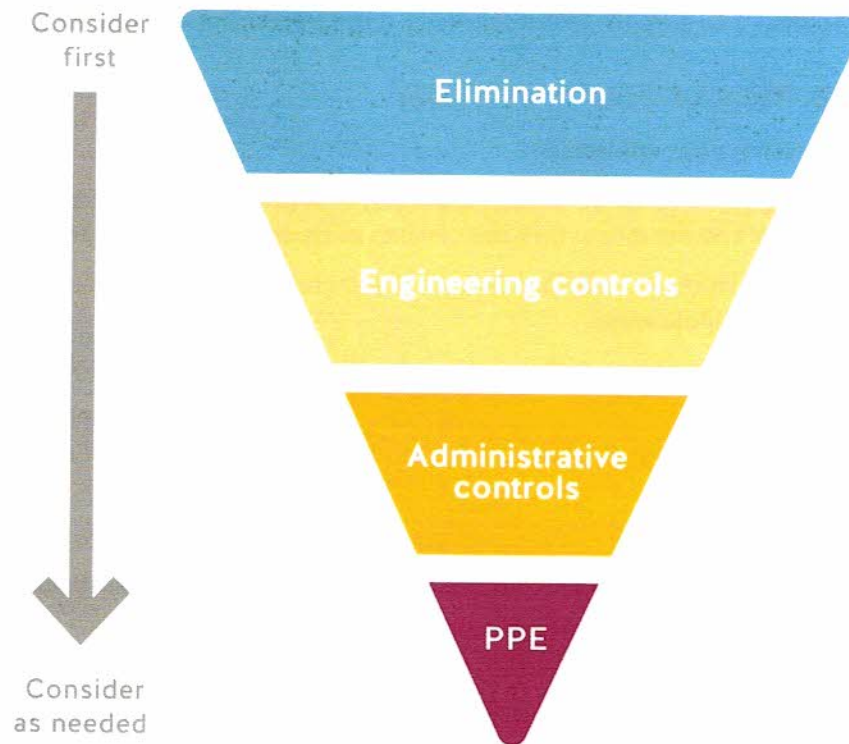 Consider
first
Elimination
Engineering controls
Administrative
controls
PPE
Consider
as needed